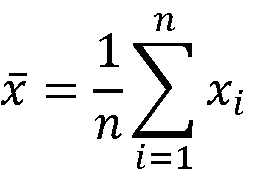 x̄ = 1/n ∑_{i=1}^{n} x_i